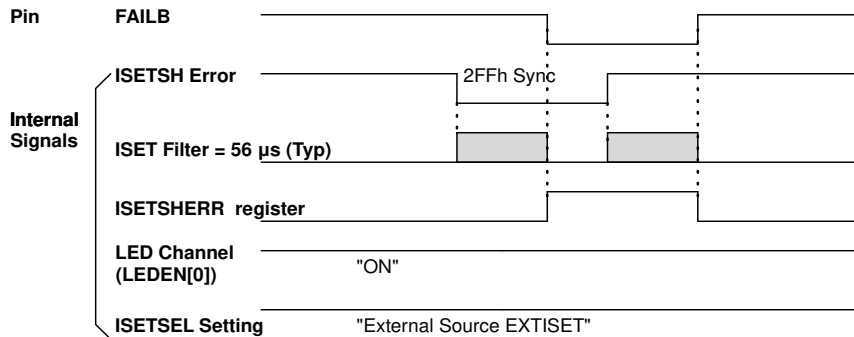 Pin FAILB
ISETSH Error 2FFh Sync
Internal
Signals
ISET Filter = 56 µs (Typ)
ISETSHERR register
LED Channel
(LEDEN[0]) "ON"
ISETSEL Setting "External Source EXTISET"